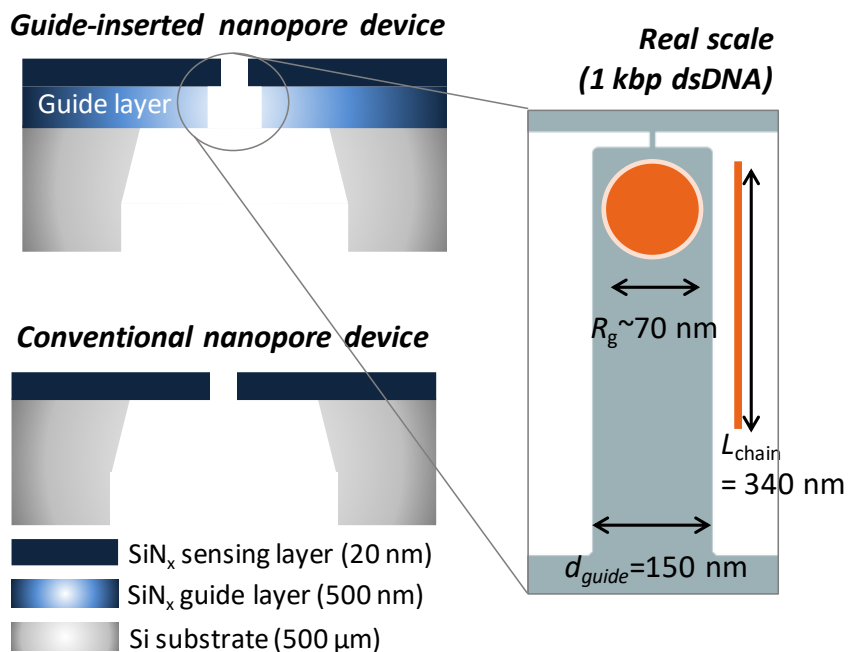 Guide-inserted nanopore device
Guide layer
Conventional nanopore device
SiNx sensing layer (20 nm)
SiNx guide layer (500 nm)
Si substrate (500 μm)
Real scale
(1 kbp dsDNA)
Rg~70 nm
Lchain
= 340 nm
dguide=150 nm